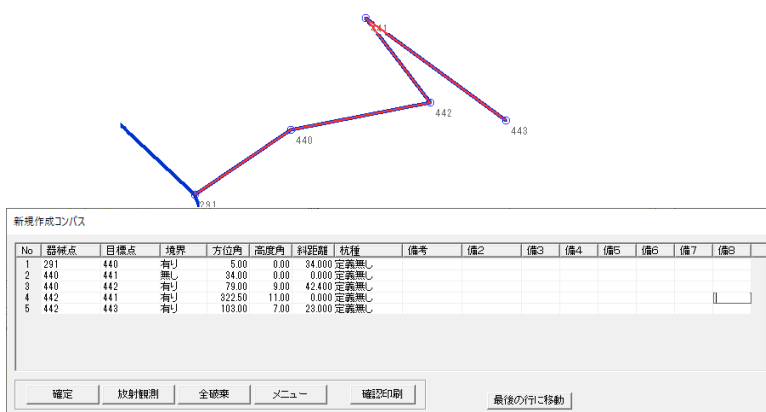 441
442
443
440
291
新規作成コンパス
No 器械点 目標点 境界 方位角 高度角 斜距離 杭種 備考 備2 備3 備4 備5 備6 備7 備8
1 291 440 有り 5.00 0.00 34.000 定義無し
2 440 441 無し 34.00 0.00 0.000 定義無し
3 440 442 有り 79.00 9.00 42.400 定義無し
4 442 441 有り 322.50 11.00 0.000 定義無し
5 442 443 有り 103.00 7.00 23.000 定義無し
確定 放射観測 全破棄 メニュー 確認印刷 最後の行に移動